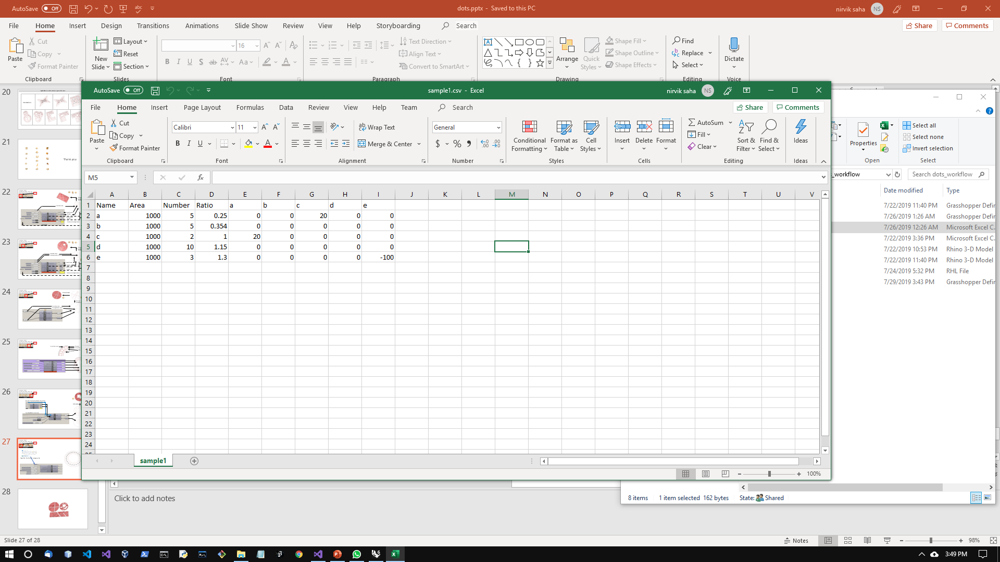 AutoSave Off
abc
dots.pptx - Saved to this PC
nirvik saha NS
File Home Insert Design Transitions Animations Slide Show Review View Help Storyboarding Search
Share Comments
Paste Cut Copy Format Painter
Clipboard
New Slide Layout Reset Section
Slides
16
Font
Text Direction
Align Text
Convert to SmartArt
Paragraph
Arrange Quick Styles Shape Fill Shape Outline Shape Effects
Drawing
Find
Replace
Select
Editing
Dictate
Voice
20
21
Thank you
22
23
24
25
26
27
28
AutoSave Off
sample1.csv - Excel
nirvik saha NS
File Home Insert Page Layout Formulas Data Review View Help Team Search
Share Comments
Paste Cut Copy Format Painter
Clipboard
Calibri 11
B I U
Font
Wrap Text
Merge & Center
Alignment
General
$ % ,
Number
Conditional Formatting
Format as Table
Cell Styles
Styles
Insert Delete Format
Cells
AutoSum
Fill
Clear
Sort & Filter
Find & Select
Editing
Ideas
Ideas
M5
fx
A B C D E F G H I J K L M N O P Q R S T U V
1 Name Area Number Ratio a b c d e
2 a 1000 5 0.25 0 0 20 0 0
3 b 1000 5 0.354 0 0 0 0 0
4 c 1000 2 1 20 0 0 0 0
5 d 1000 10 1.15 0 0 0 0 0
6 e 1000 3 1.3 0 0 0 0 -100
7
8
9
10
11
12
13
14
15
16
17
18
19
20
21
22
23
24
sample1
100%
Properties
Open
Select all
Select none
Invert selection
Select
_workflow
Search dots_workflow
Date modified Type
7/22/2019 11:40 PM Grasshopper Defin
7/26/2019 1:26 AM Grasshopper Defin
7/26/2019 12:26 AM Microsoft Excel C.
7/22/2019 3:36 PM Microsoft Excel C.
7/22/2019 10:53 PM Rhino 3-D Model
7/22/2019 11:40 PM Rhino 3-D Model
7/24/2019 5:32 PM RHL File
7/29/2019 3:43 PM Grasshopper Defin
8 items 1 item selected 162 bytes State: Shared
Click to add notes
Slide 27 of 28
Notes
98%
3:49 PM